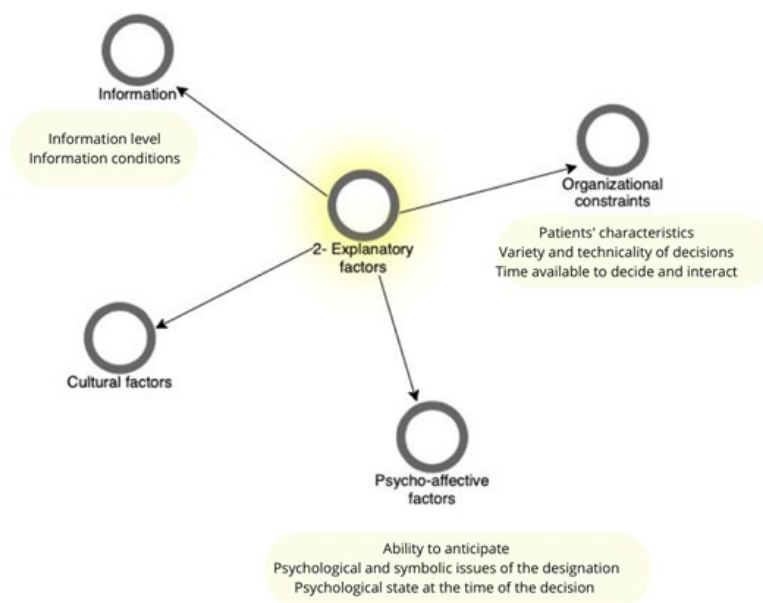 Information
Information level
Information conditions
Organizational
constraints
Patients' characteristics
Variety and technicality of decisions
Time available to decide and interact
2- Explanatory
factors
Cultural factors
Psycho-affective
factors
Ability to anticipate
Psychological and symbolic issues of the designation
Psychological state at the time of the decision